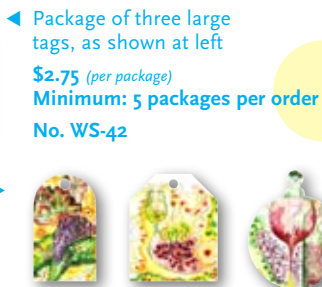 Package of three large
tags, as shown at left
$2.75 (per package)
Minimum: 5 packages per order
No. WS-42